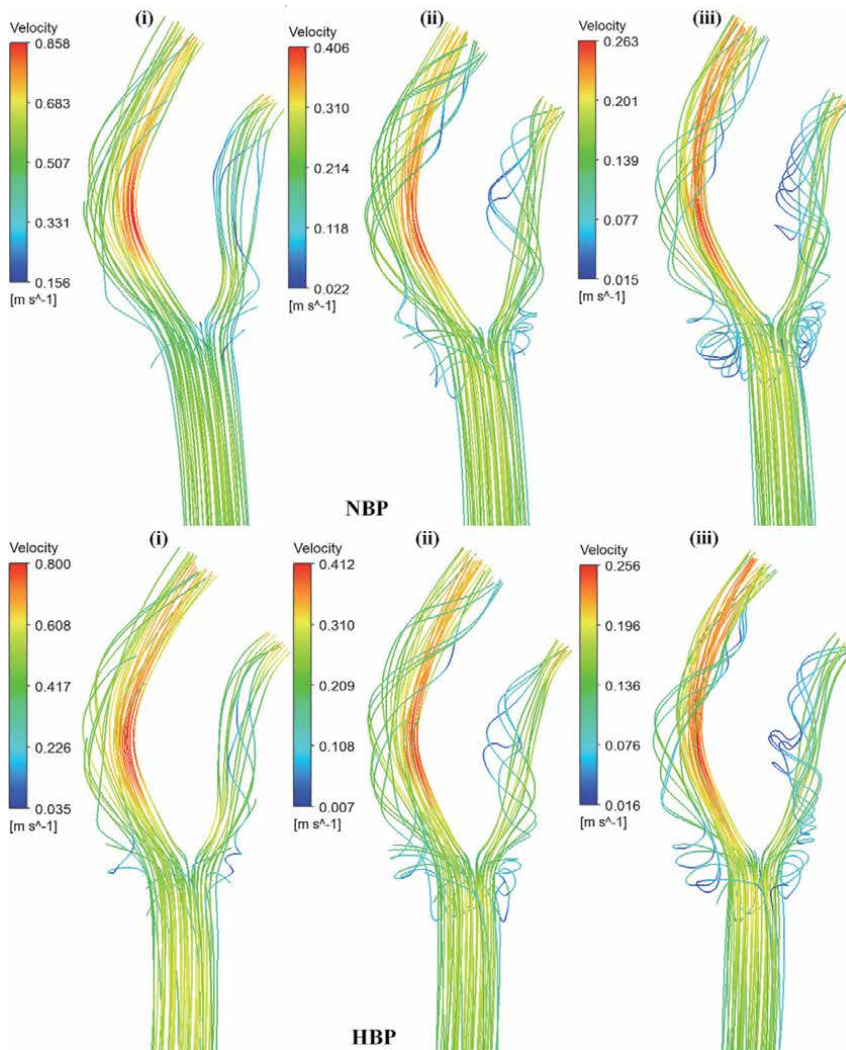 (i)
(ii)
(iii)
Velocity
0.858
0.683
0.507
0.331
0.156
[m s^-1]
Velocity
0.406
0.310
0.214
0.118
0.022
[m s^-1]
Velocity
0.263
0.201
0.139
0.077
0.015
[m s^-1]
NBP
(i)
(ii)
(iii)
Velocity
0.800
0.608
0.417
0.226
0.035
[m s^-1]
Velocity
0.412
0.310
0.209
0.108
0.007
[m s^-1]
Velocity
0.256
0.196
0.136
0.076
0.016
[m s^-1]
HBP